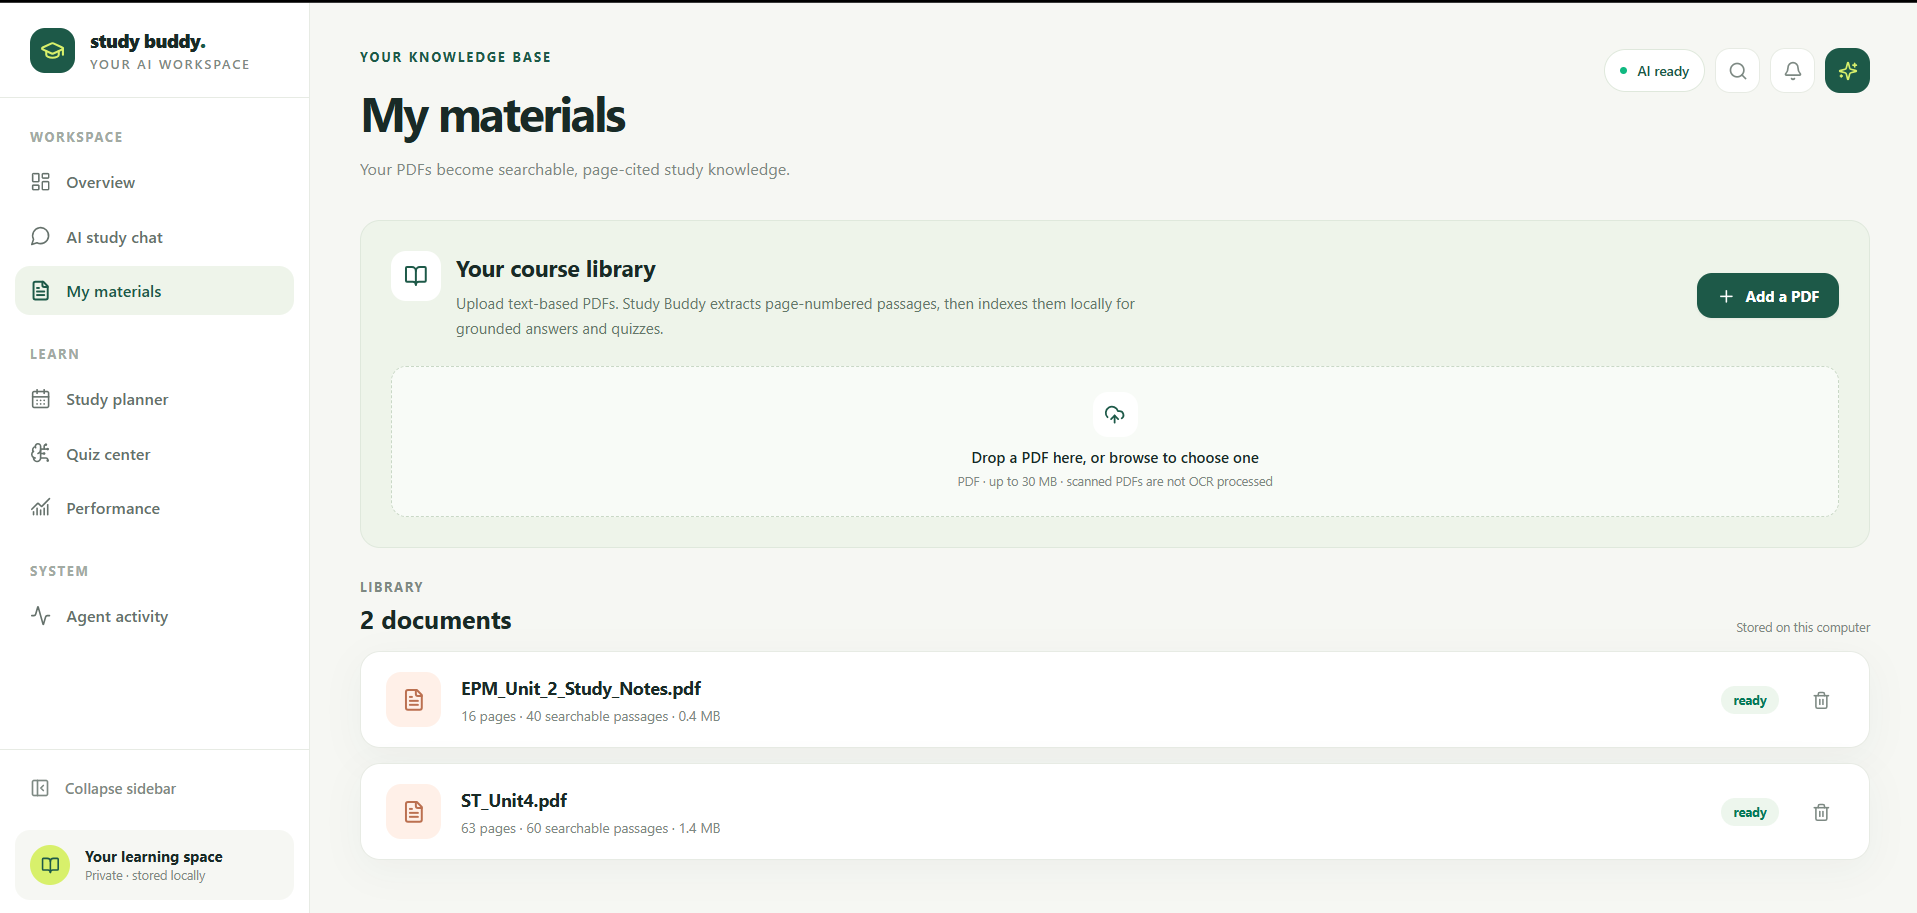 study buddy.
YOUR AI WORKSPACE
WORKSPACE
Overview
AI study chat
My materials
LEARN
Study planner
Quiz center
Performance
SYSTEM
Agent activity
Collapse sidebar
Your learning space
Private · stored locally
YOUR KNOWLEDGE BASE
My materials
Your PDFs become searchable, page-cited study knowledge.
AI ready
Your course library
Upload text-based PDFs. Study Buddy extracts page-numbered passages, then indexes them locally for
grounded answers and quizzes.
Add a PDF
Drop a PDF here, or browse to choose one
PDF · up to 30 MB · scanned PDFs are not OCR processed
LIBRARY
2 documents
Stored on this computer
EPM_Unit_2_Study_Notes.pdf
16 pages · 40 searchable passages · 0.4 MB
ready
ST_Unit4.pdf
63 pages · 60 searchable passages · 1.4 MB
ready